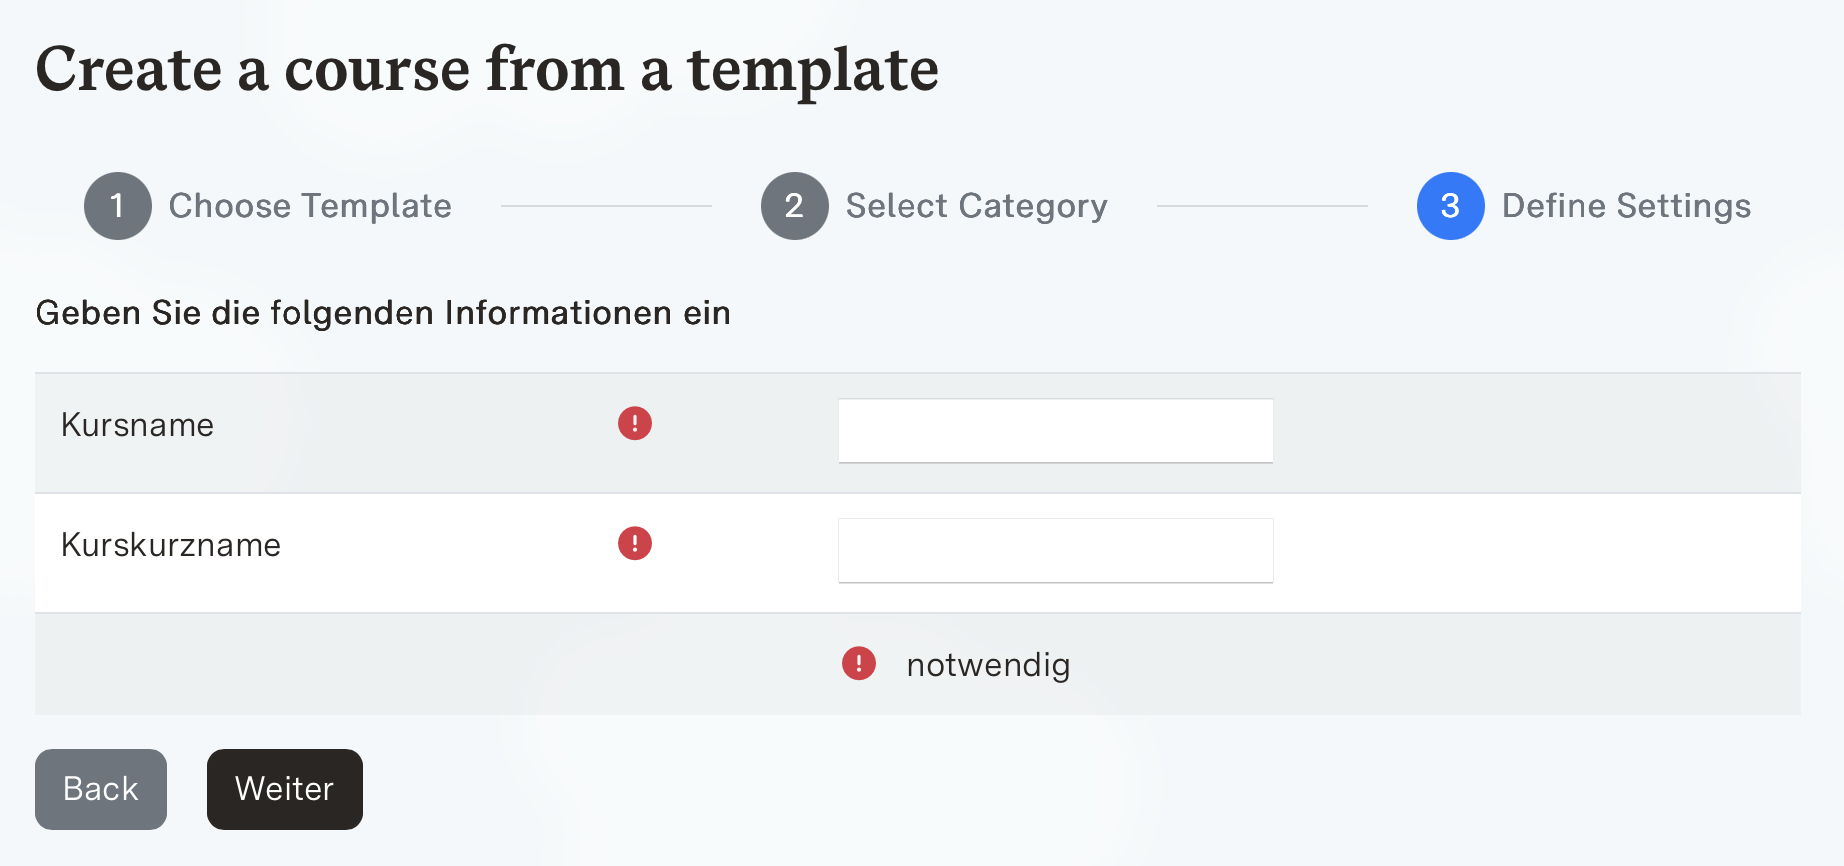 Create a course from a template
1 Choose Template 2 Select Category 3 Define Settings
Geben Sie die folgenden Informationen ein
Kursname !
Kurskurzname !
! notwendig
Back Weiter